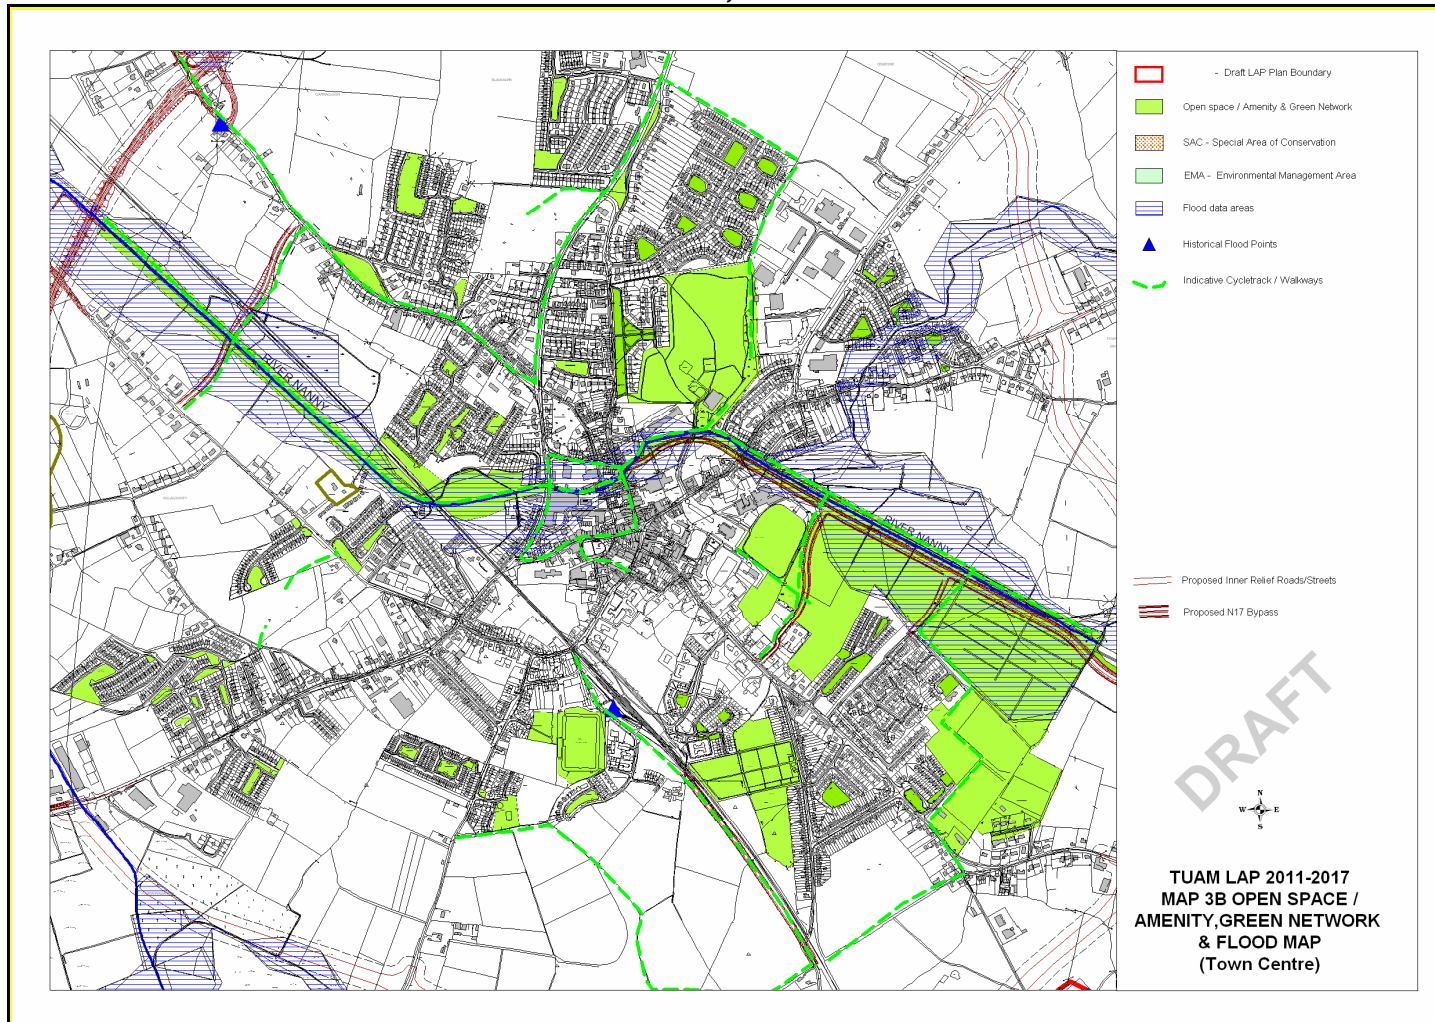 - Draft LAP Plan Boundary
Open space / Amenity & Green Network
SAC - Special Area of Conservation
EMA - Environmental Management Area
Flood data areas
Historical Flood Points
Indicative Cycletrack / Walkways
RIVER NANNY
RIVER NANNY
Proposed Inner Relief Roads/Streets
Proposed N17 Bypass
DRAFT
N
W E
S
TUAM LAP 2011-2017
MAP 3B OPEN SPACE /
AMENITY,GREEN NETWORK
& FLOOD MAP
(Town Centre)